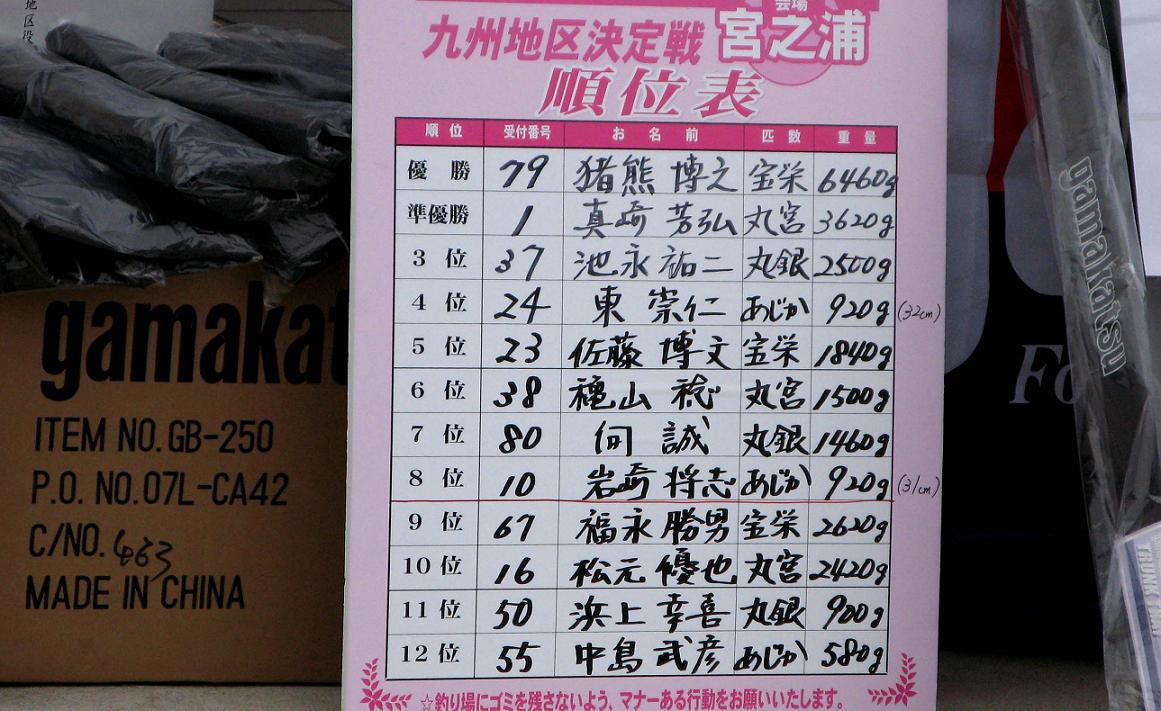 地区役
会場
九州地区決定戦 宮之浦
順位表
順位 受付番号 お名前 匹数 重量
優勝 79 猪熊 博之 宝栄 6460g
準優勝 1 真崎 芳弘 丸宮 3620g
3位 37 池永 祐二 丸銀 2500g
4位 24 東 崇仁 あじか 920g (32cm)
5位 23 佐藤 博文 宝栄 1840g
6位 38 穐山 稔 丸宮 1500g
7位 80 伺 誠 丸銀 1460g
8位 10 岩崎 将志 あじか 920g (31cm)
9位 67 福永 勝男 宝栄 2620g
10位 16 松元 優也 丸宮 2420g
11位 50 浜上 幸喜 丸銀 900g
12位 55 中島 武彦 あじか 580g
☆釣り場にゴミを残さないよう、マナーある行動をお願いいたします。
gamakat
ITEM NO. GB-250
P.O. NO. 07L-CA42
C/NO. 463
MADE IN CHINA
gamakatsu
Fo